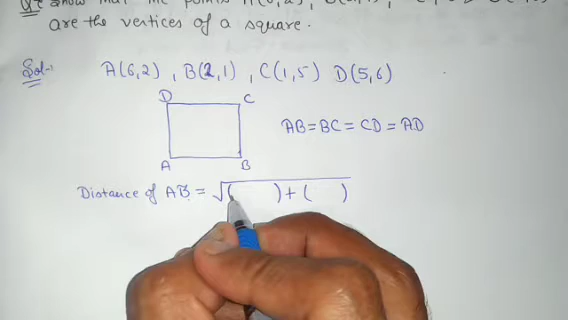 are the vertices of a square.
Sol:- A(6,2) , B(2,1) , C(1,5) D(5,6)
D C
AB = BC = CD = AD
A B
Distance of AB = √( ) + ( )